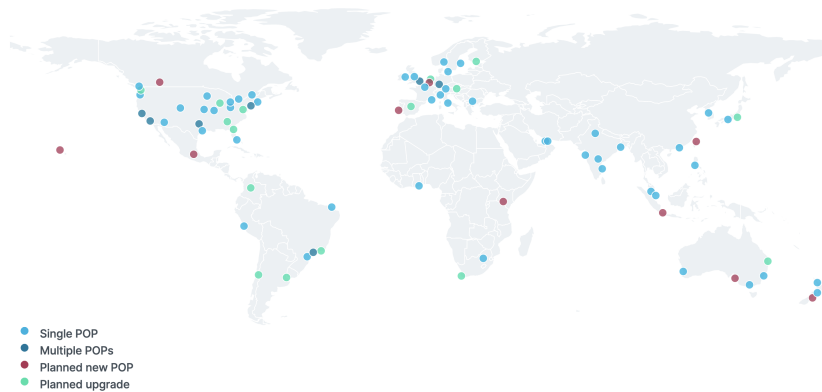 Single POP
Multiple POPs
Planned new POP
Planned upgrade